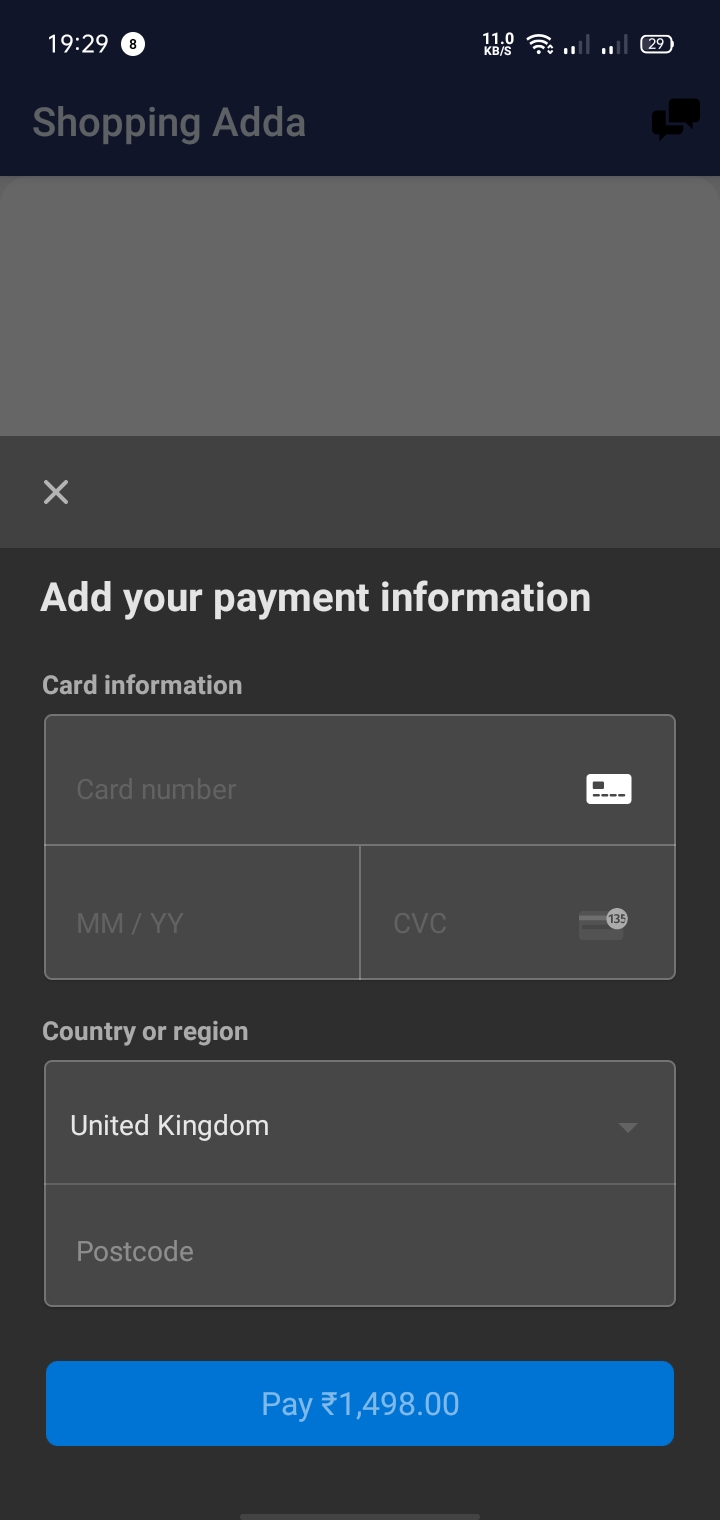 19:29 8 11.0 KB/S 29
Shopping Adda
Add your payment information
Card information
Card number
MM / YY CVC 135
Country or region
United Kingdom
Postcode
Pay ₹1,498.00